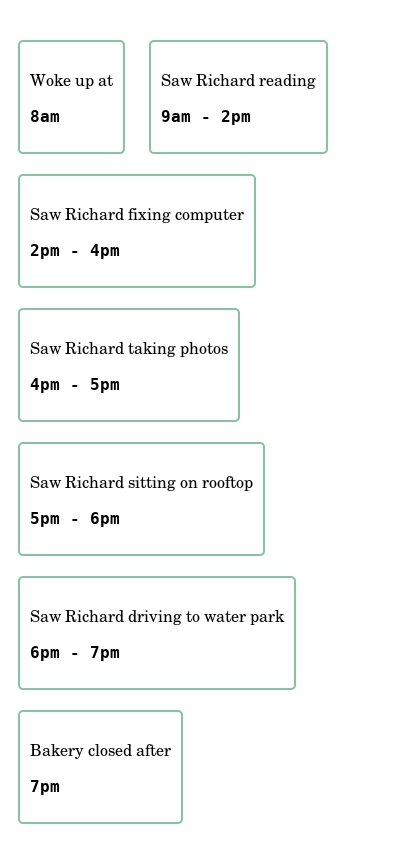 Woke up at
8am
Saw Richard reading
9am - 2pm
Saw Richard fixing computer
2pm - 4pm
Saw Richard taking photos
4pm - 5pm
Saw Richard sitting on rooftop
5pm - 6pm
Saw Richard driving to water park
6pm - 7pm
Bakery closed after
7pm